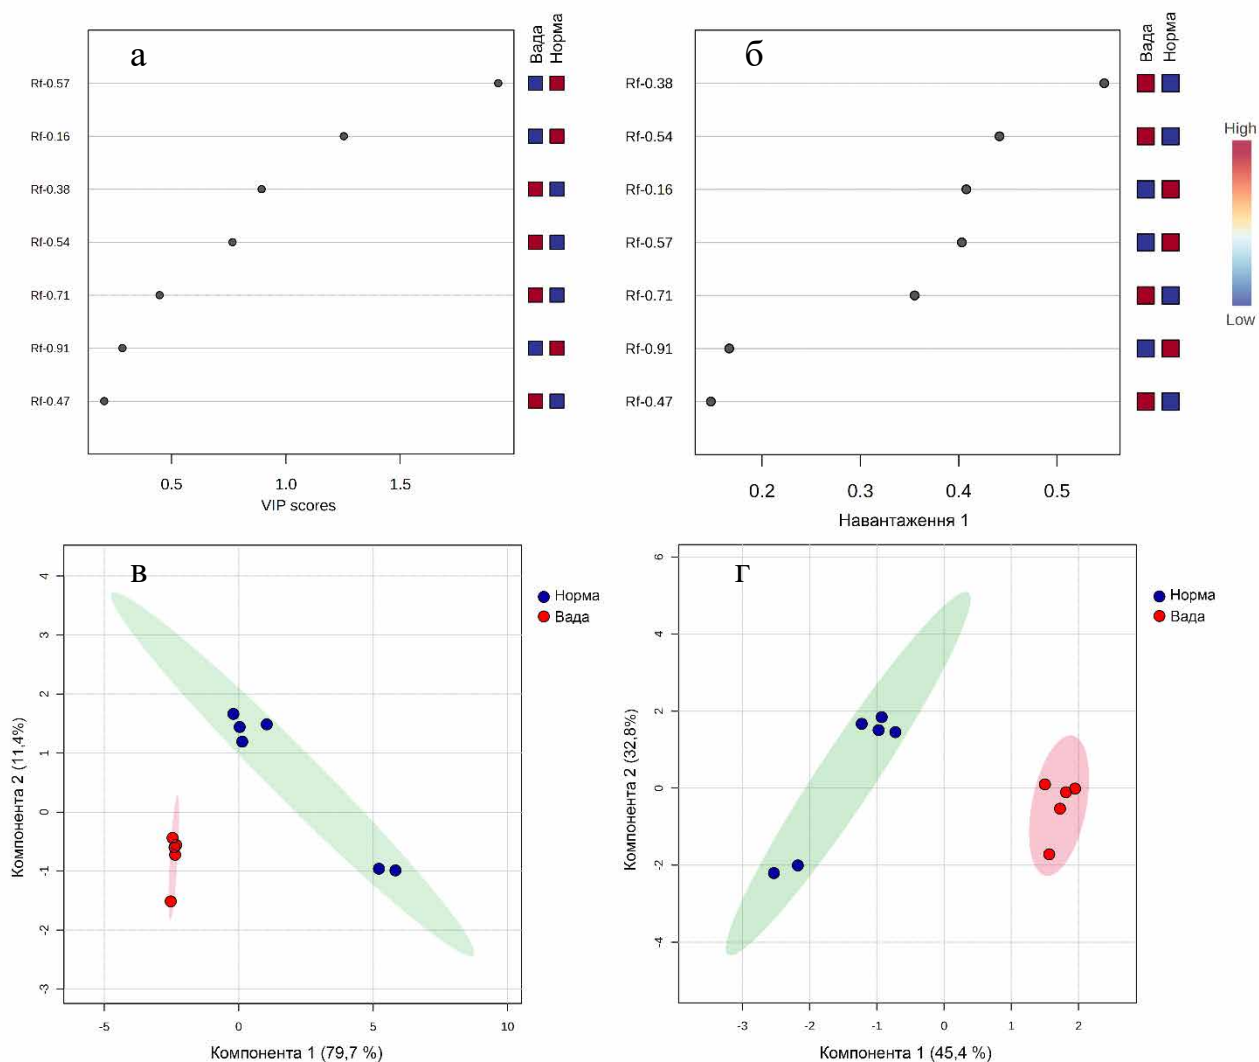 а
Вада
Норма
Rf-0.57
Rf-0.16
Rf-0.38
Rf-0.54
Rf-0.71
Rf-0.91
Rf-0.47
0.5 1.0 1.5
VIP scores
б
Вада
Норма
Rf-0.38
Rf-0.54
Rf-0.16
Rf-0.57
Rf-0.71
Rf-0.91
Rf-0.47
0.2 0.3 0.4 0.5
Навантаження 1
High
Low
в
Норма
Вада
4
3
2
1
0
-1
-2
-3
Компонента 2 (11,4%)
-5 0 5 10
Компонента 1 (79,7 %)
г
Норма
Вада
6
4
2
0
-2
-4
Компонента 2 (32,8%)
-3 -2 -1 0 1 2
Компонента 1 (45,4 %)